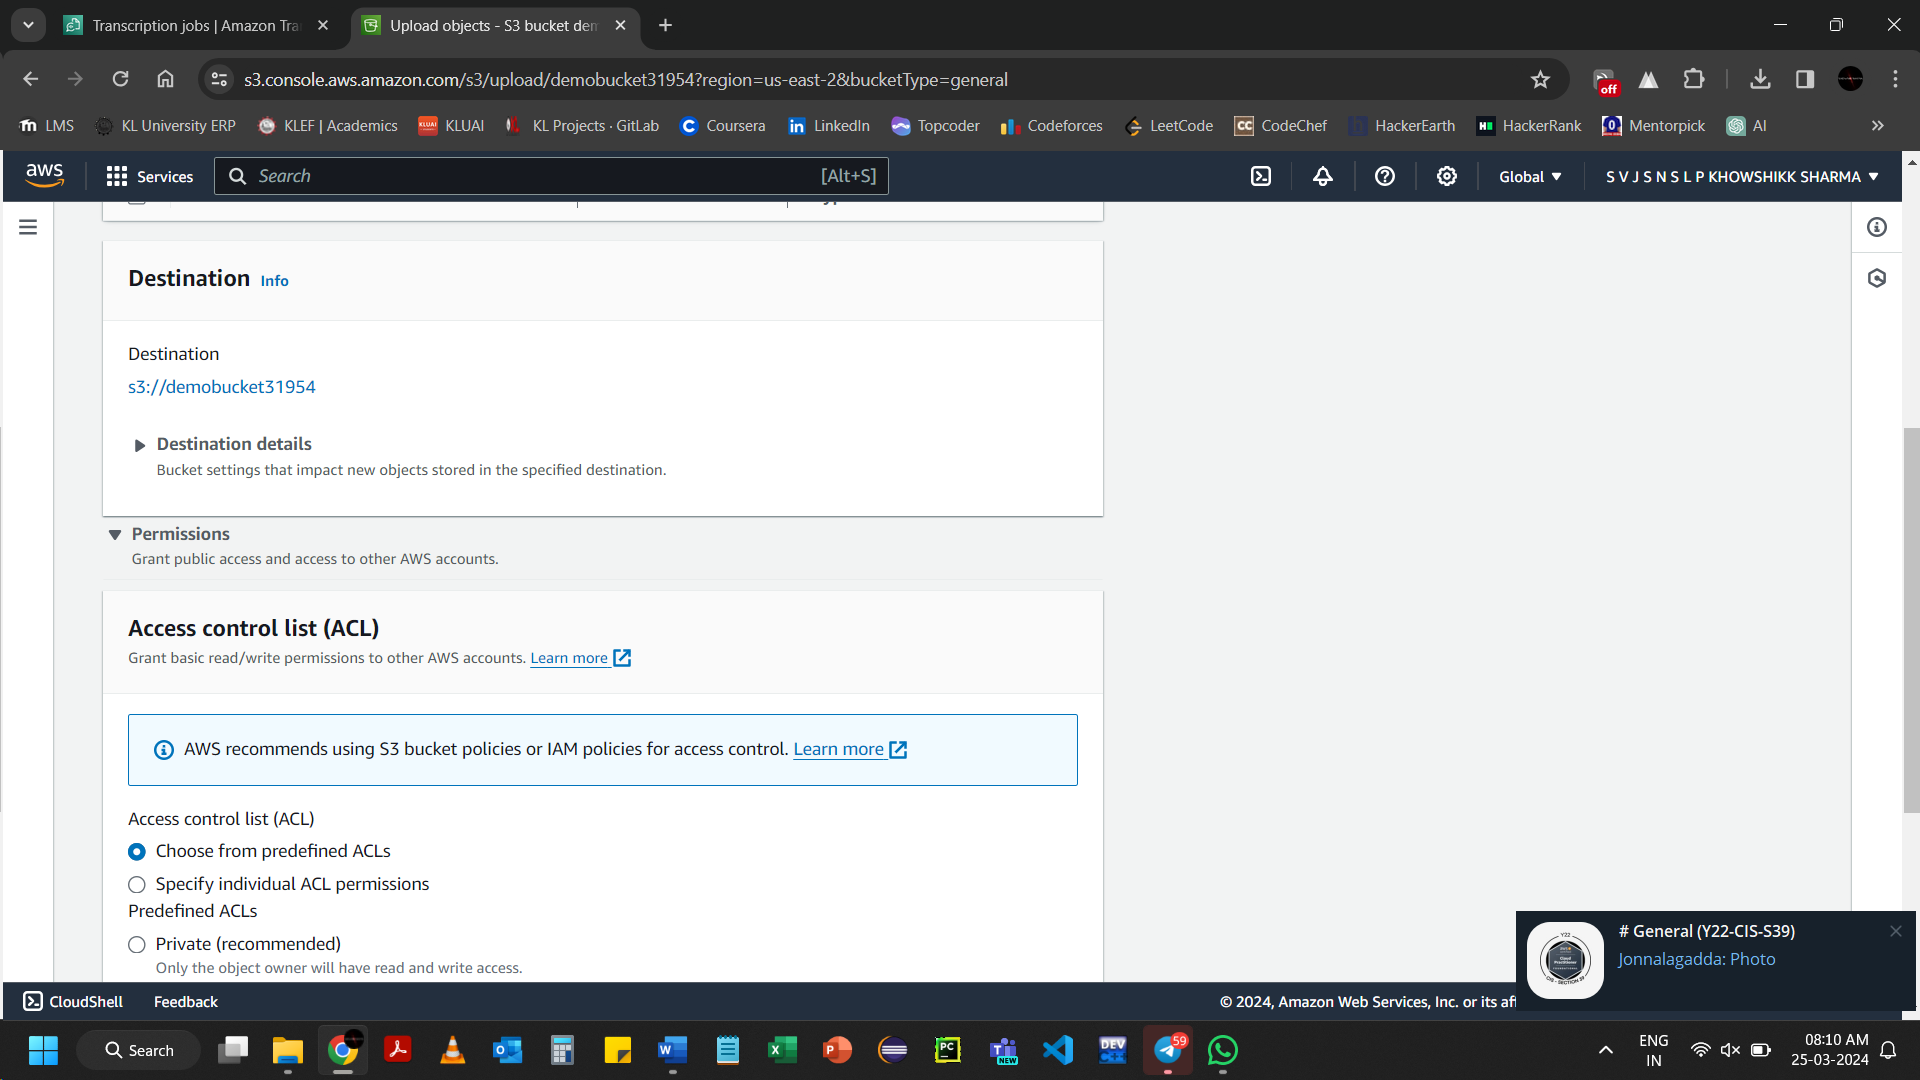 Transcription jobs | Amazon Tra
Upload objects - S3 bucket dem
s3.console.aws.amazon.com/s3/upload/demobucket31954?region=us-east-2&bucketType=general
off
LMS
KL University ERP
KLEF | Academics
KLUAI
KL Projects · GitLab
Coursera
LinkedIn
Topcoder
Codeforces
LeetCode
CodeChef
HackerEarth
HackerRank
Mentorpick
AI
aws
Services
Search
[Alt+S]
Global
S V J S N S L P KHOWSHIKK SHARMA
Destination Info
Destination
s3://demobucket31954
Destination details
Bucket settings that impact new objects stored in the specified destination.
Permissions
Grant public access and access to other AWS accounts.
Access control list (ACL)
Grant basic read/write permissions to other AWS accounts. Learn more
AWS recommends using S3 bucket policies or IAM policies for access control. Learn more
Access control list (ACL)
Choose from predefined ACLs
Specify individual ACL permissions
Predefined ACLs
Private (recommended)
Only the object owner will have read and write access.
# General (Y22-CIS-S39)
Jonnalagadda: Photo
CloudShell
Feedback
© 2024, Amazon Web Services, Inc. or its aff
Search
NEW
59
ENG
IN
08:10 AM
25-03-2024